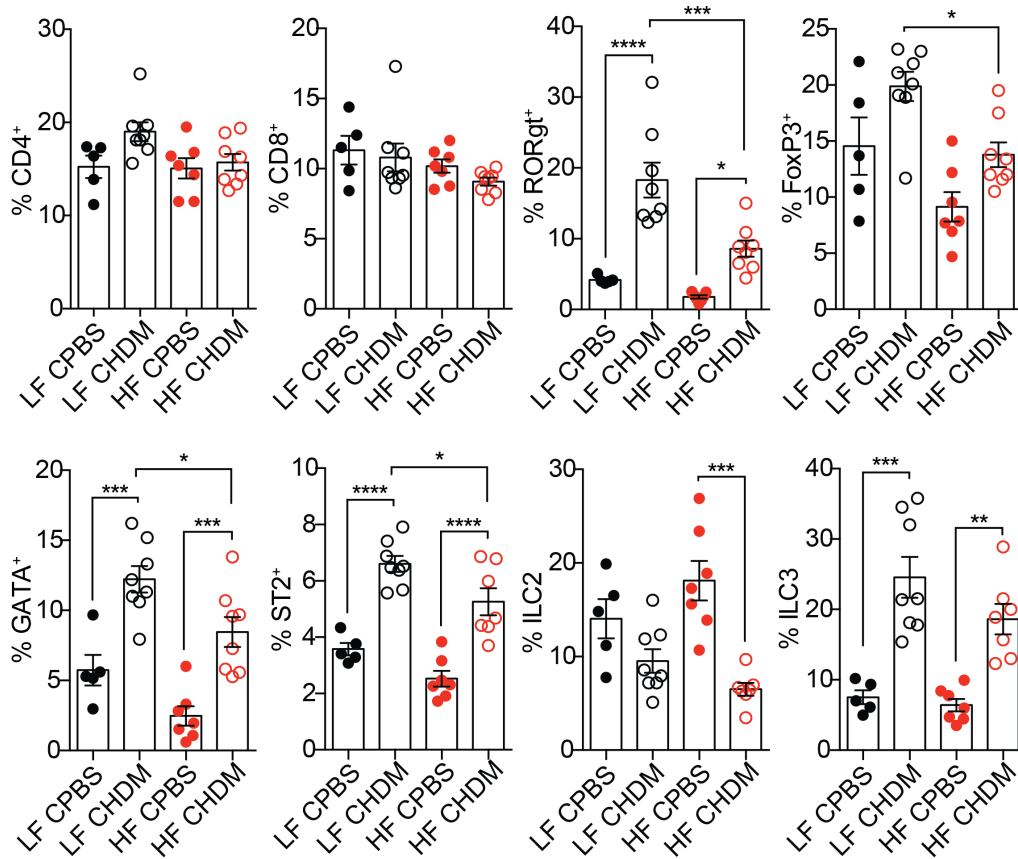 % CD4+
30
20
10
0
LF CPBS
LF CHDM
HF CPBS
HF CHDM
% CD8+
20
15
10
5
0
LF CPBS
LF CHDM
HF CPBS
HF CHDM
% RORgt+
40
30
20
10
0
****
***
*
LF CPBS
LF CHDM
HF CPBS
HF CHDM
% FoxP3+
25
20
15
10
5
0
*
LF CPBS
LF CHDM
HF CPBS
HF CHDM
% GATA+
20
15
10
5
0
***
*
***
LF CPBS
LF CHDM
HF CPBS
HF CHDM
% ST2+
8
6
4
2
0
****
*
****
LF CPBS
LF CHDM
HF CPBS
HF CHDM
% ILC2
30
20
10
0
***
LF CPBS
LF CHDM
HF CPBS
HF CHDM
% ILC3
40
30
20
10
0
***
**
LF CPBS
LF CHDM
HF CPBS
HF CHDM